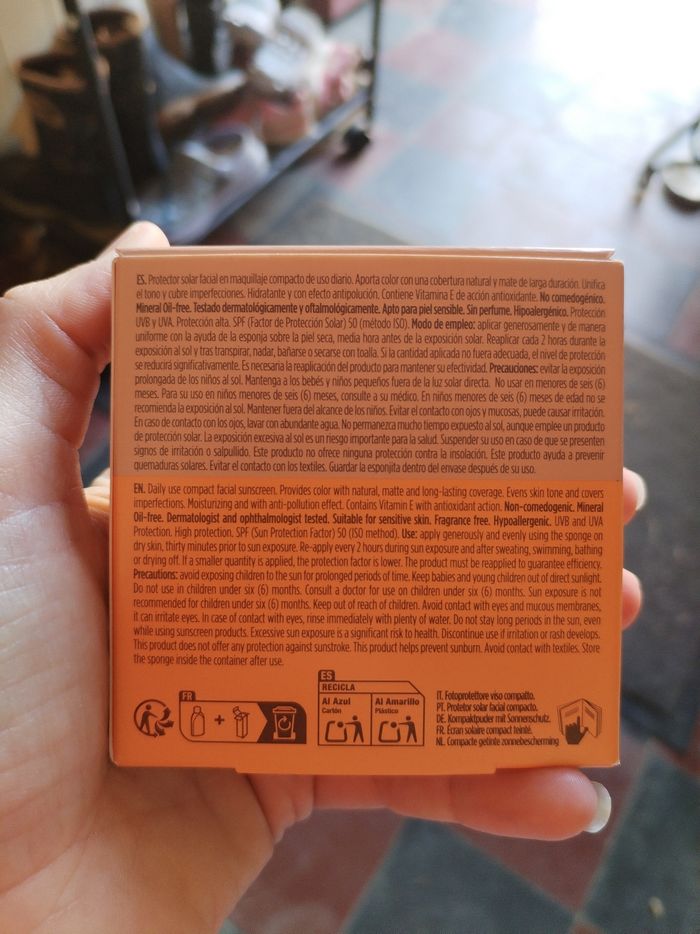 ES. Protector solar facial en maquillaje compacto de uso diario. Aporta color con una cobertura natural y mate de larga duración. Unifica
el tono y cubre imperfecciones. Hidratante y con efecto antipolución. Contiene Vitamina E de acción antioxidante. No comedogénico.
Mineral Oil-free. Testado dermatológicamente y oftalmológicamente. Apto para piel sensible. Sin perfume. Hipoalergénico. Protección
UVB y UVA. Protección alta. SPF (Factor de Protección Solar) 50 (método ISO). Modo de empleo: aplicar generosamente y de manera
uniforme con la ayuda de la esponja sobre la piel seca, media hora antes de la exposición solar. Reaplicar cada 2 horas durante la
exposición al sol y tras transpirar, nadar, bañarse o secarse con toalla. Si la cantidad aplicada no fuera adecuada, el nivel de protección
se reducirá significativamente. Es necesaria la reaplicación del producto para mantener su efectividad. Precauciones: evitar la exposición
prolongada de los niños al sol. Mantenga a los bebés y niños pequeños fuera de la luz solar directa. No usar en menores de seis (6)
meses. Para su uso en niños menores de seis (6) meses, consulte a su médico. En niños menores de seis (6) meses de edad no se
recomienda la exposición al sol. Mantener fuera del alcance de los niños. Evitar el contacto con ojos y mucosas, puede causar irritación.
En caso de contacto con los ojos, lavar con abundante agua. No permanezca mucho tiempo expuesto al sol, aunque emplee un producto
de protección solar. La exposición excesiva al sol es un riesgo importante para la salud. Suspender su uso en caso de que se presenten
signos de irritación o salpullido. Este producto no ofrece ninguna protección contra la insolación. Este producto ayuda a prevenir
quemaduras solares. Evitar el contacto con los textiles. Guardar la esponjita dentro del envase después de su uso.
EN. Daily use compact facial sunscreen. Provides color with natural, matte and long-lasting coverage. Evens skin tone and covers
imperfections. Moisturizing and with anti-pollution effect. Contains Vitamin E with antioxidant action. Non-comedogenic. Mineral
Oil-free. Dermatologist and ophthalmologist tested. Suitable for sensitive skin. Fragrance free. Hypoallergenic. UVB and UVA
Protection. High protection. SPF (Sun Protection Factor) 50 (ISO method). Use: apply generously and evenly using the sponge on
dry skin, thirty minutes prior to sun exposure. Re-apply every 2 hours during sun exposure and after sweating, swimming, bathing
or drying off. If a smaller quantity is applied, the protection factor is lower. The product must be reapplied to guarantee efficiency.
Precautions: avoid exposing children to the sun for prolonged periods of time. Keep babies and young children out of direct sunlight.
Do not use in children under six (6) months. Consult a doctor for use on children under six (6) months. Sun exposure is not
recommended for children under six (6) months. Keep out of reach of children. Avoid contact with eyes and mucous membranes,
it can irritate eyes. In case of contact with eyes, rinse immediately with plenty of water. Do not stay long periods in the sun, even
while using sunscreen products. Excessive sun exposure is a significant risk to health. Discontinue use if irritation or rash develops.
This product does not offer any protection against sunstroke. This product helps prevent sunburn. Avoid contact with textiles. Store
the sponge inside the container after use.
FR
+
ES
RECICLA
Al Azul
Cartón
Al Amarillo
Plástico
IT. Fotoprotettore viso compatto.
PT. Protetor solar facial compacto.
DE. Kompaktpuder mit Sonnenschutz.
FR. Écran solaire compact teinté.
NL. Compacte getinte zonnebescherming